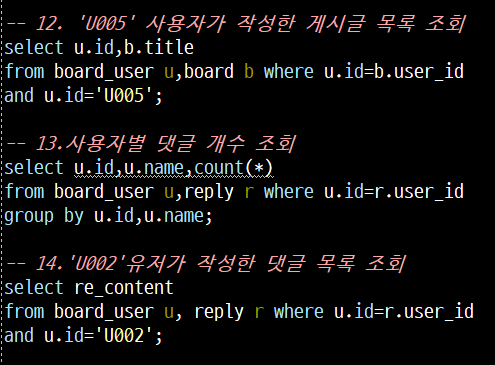 -- 12. 'U005' 사용자가 작성한 게시글 목록 조회
select u.id,b.title
from board_user u,board b where u.id=b.user_id
and u.id='U005';
-- 13.사용자별 댓글 개수 조회
select u.id,u.name,count(*)
from board_user u,reply r where u.id=r.user_id
group by u.id,u.name;
-- 14.'U002'유저가 작성한 댓글 목록 조회
select re_content
from board_user u, reply r where u.id=r.user_id
and u.id='U002';